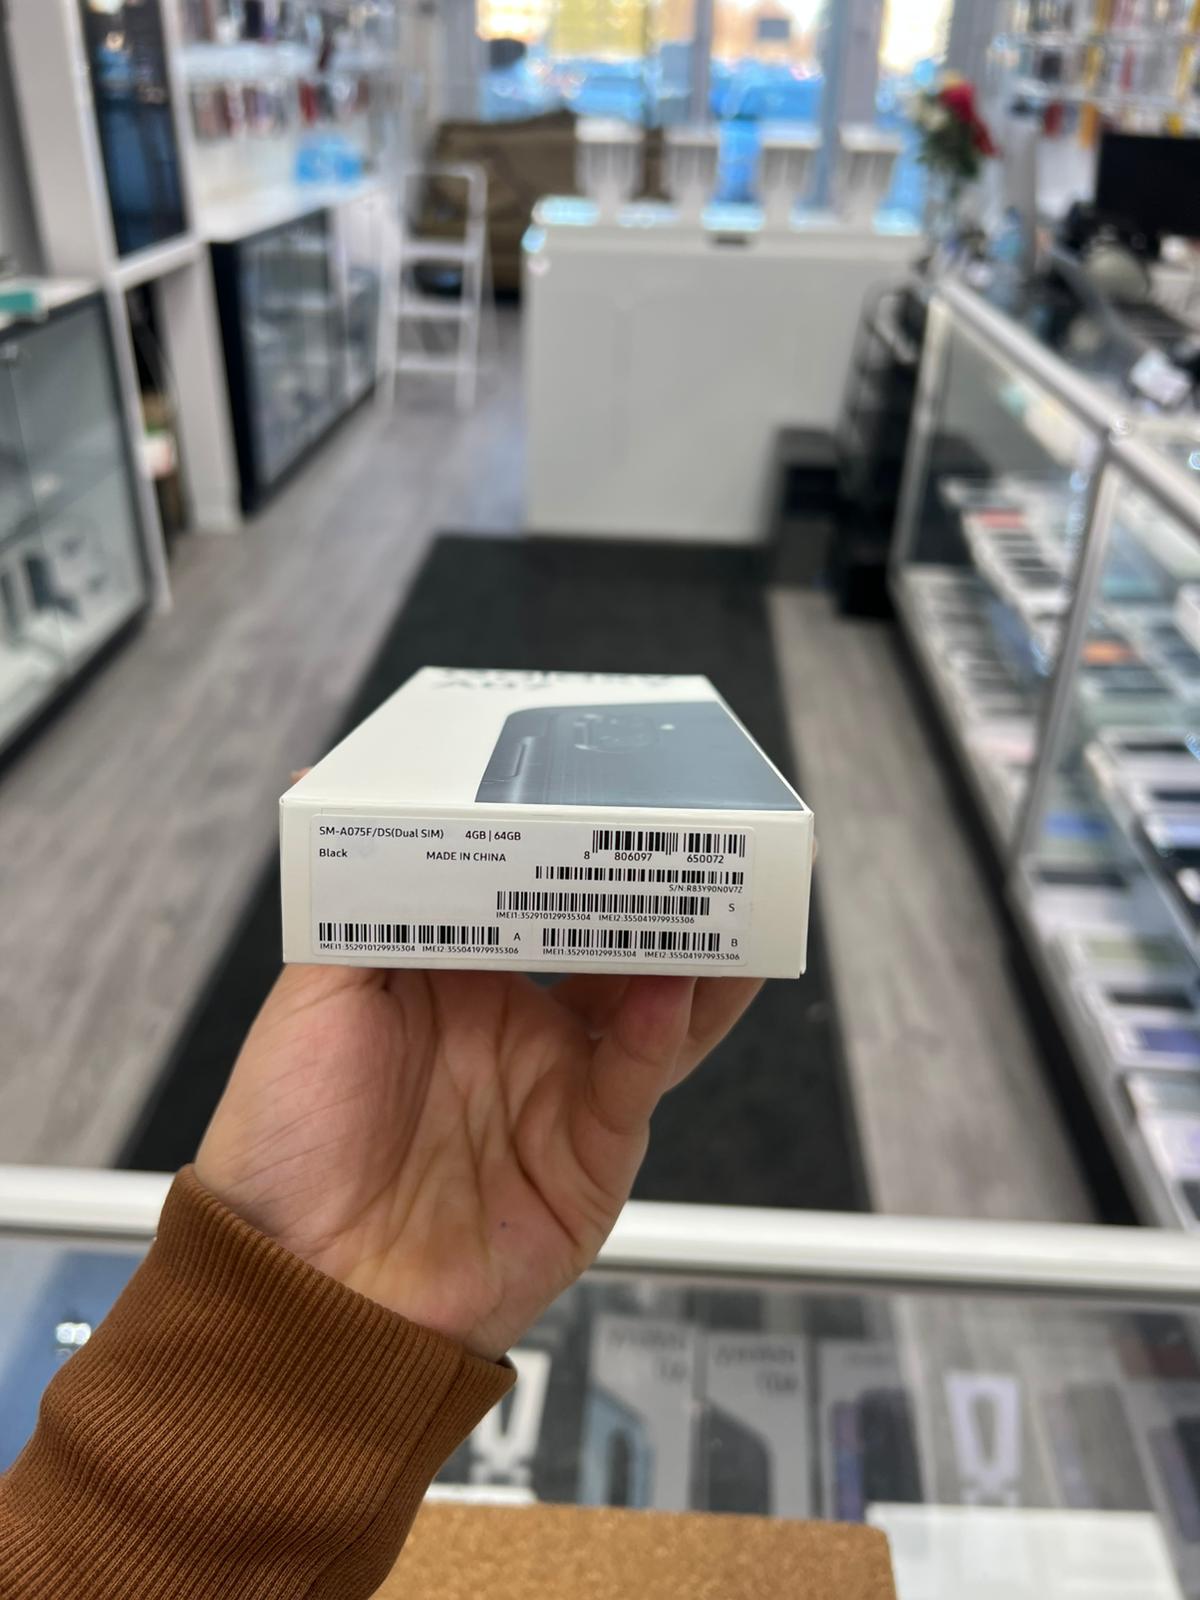 A07
SM-A075F/DS(Dual SIM) 4GB | 64GB
Black MADE IN CHINA
8 806097 650072
S/N:R83Y90N0V7Z
S
IMEI1:352910129935304 IMEI2:355041979935306
A
IMEI1:352910129935304 IMEI2:355041979935306
B
IMEI1:352910129935304 IMEI2:355041979935306